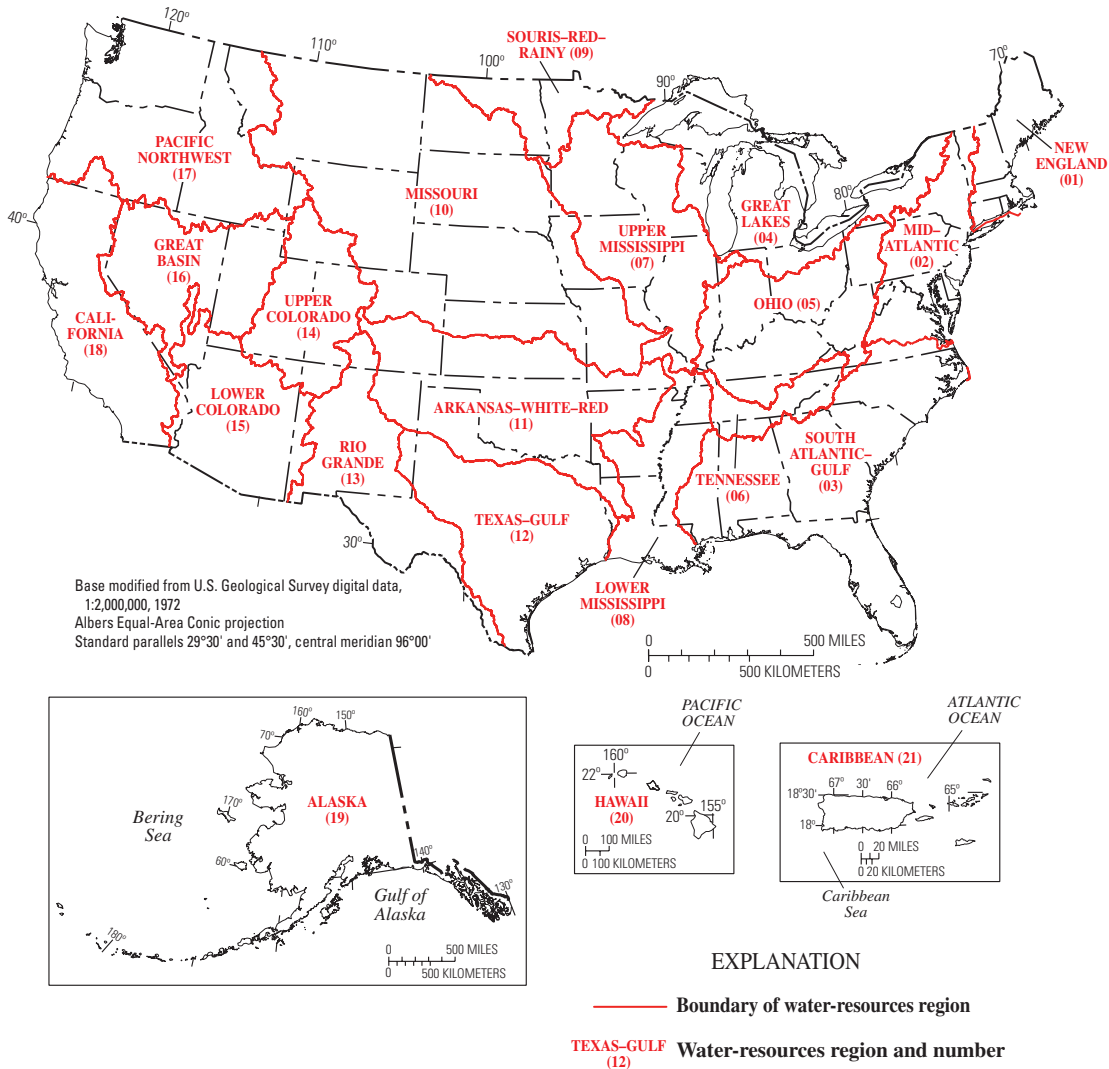 120°
110°
100°
90°
80°
70°
40°
30°
SOURIS–RED–
RAINY (09)
PACIFIC
NORTHWEST
(17)
MISSOURI
(10)
NEW
ENGLAND
(01)
GREAT
LAKES
(04)
MID–
ATLANTIC
(02)
UPPER
MISSISSIPPI
(07)
GREAT
BASIN
(16)
OHIO (05)
UPPER
COLORADO
(14)
CALI-
FORNIA
(18)
LOWER
COLORADO
(15)
ARKANSAS–WHITE–RED
(11)
RIO
GRANDE
(13)
TENNESSEE
(06)
SOUTH
ATLANTIC–
GULF
(03)
TEXAS–GULF
(12)
LOWER
MISSISSIPPI
(08)
Base modified from U.S. Geological Survey digital data,
1:2,000,000, 1972
Albers Equal-Area Conic projection
Standard parallels 29°30' and 45°30', central meridian 96°00'
0 500 MILES
0 500 KILOMETERS
160°
150°
70°
170°
60°
180°
140°
130°
ALASKA
(19)
Bering
Sea
Gulf of
Alaska
0 500 MILES
0 500 KILOMETERS
PACIFIC
OCEAN
160°
22°
155°
20°
HAWAII
(20)
0 100 MILES
0 100 KILOMETERS
ATLANTIC
OCEAN
CARIBBEAN (21)
67° 30' 66°
65°
18°30'
18°
0 20 MILES
0 20 KILOMETERS
Caribbean
Sea
EXPLANATION
Boundary of water-resources region
TEXAS–GULF
(12)
Water-resources region and number